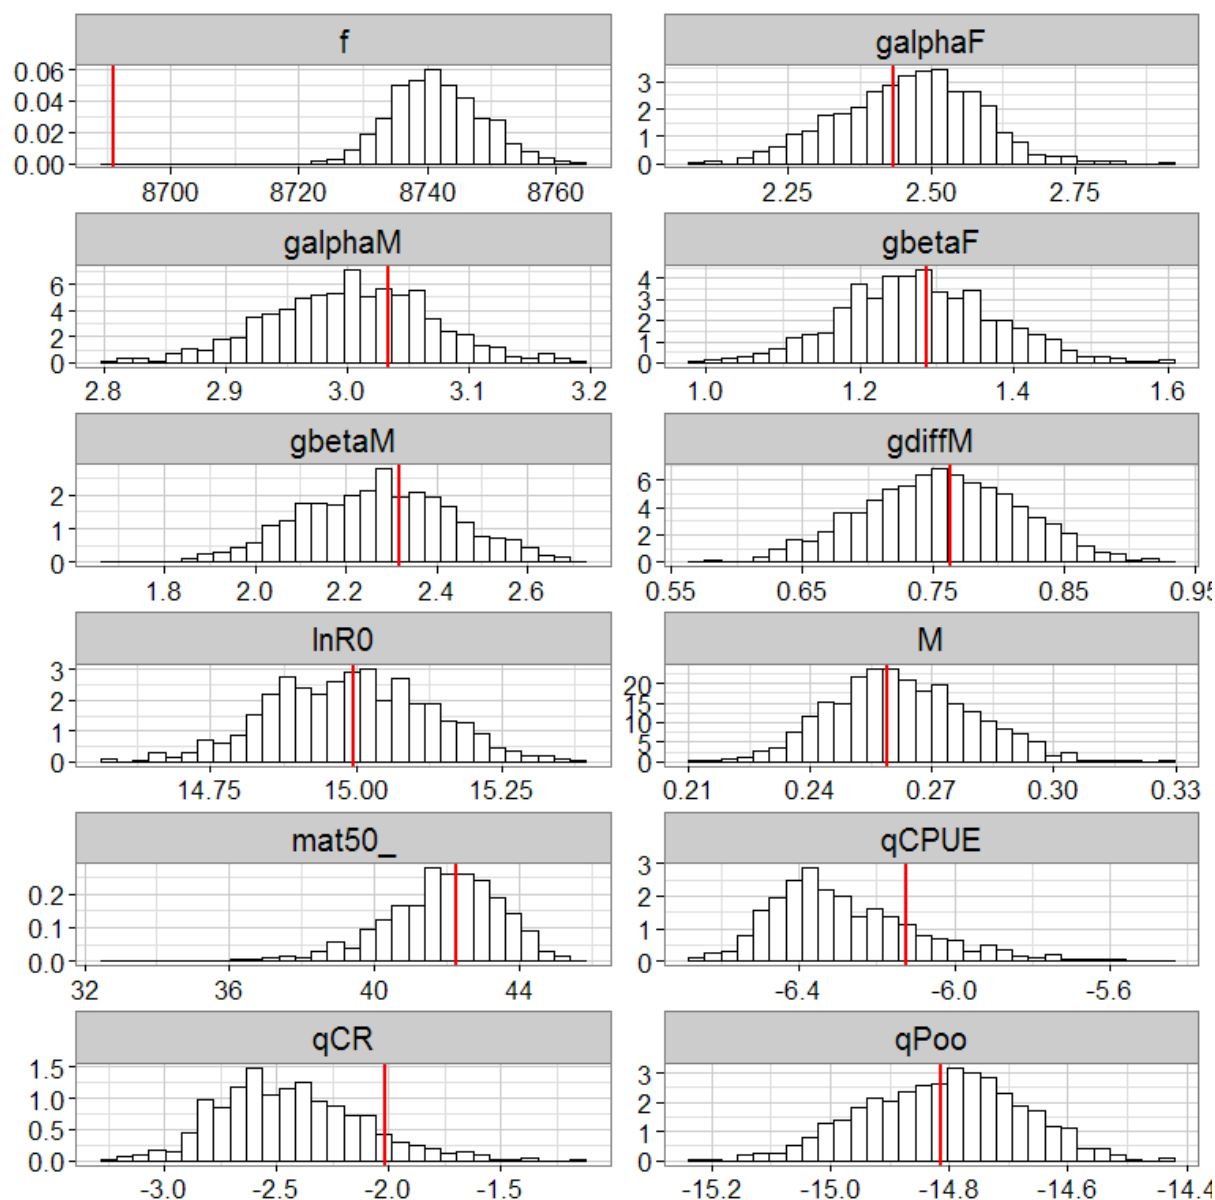 f galphaF
0.06
0.04
0.02
0.00
3
2
1
0
8700 8720 8740 8760
2.25 2.50 2.75
galphaM gbetaF
6
4
2
0
4
3
2
1
0
2.8 2.9 3.0 3.1 3.2
1.0 1.2 1.4 1.6
gbetaM gdiffM
2
1
0
6
4
2
0
1.8 2.0 2.2 2.4 2.6
0.55 0.65 0.75 0.85 0.95
lnR0 M
3
2
1
0
20
15
10
5
0
14.75 15.00 15.25
0.21 0.24 0.27 0.30 0.33
mat50_ qCPUE
0.2
0.1
0.0
3
2
1
0
32 36 40 44
-6.4 -6.0 -5.6
qCR qPoo
1.5
1.0
0.5
0.0
3
2
1
0
-3.0 -2.5 -2.0 -1.5
-15.2 -15.0 -14.8 -14.6 -14.4